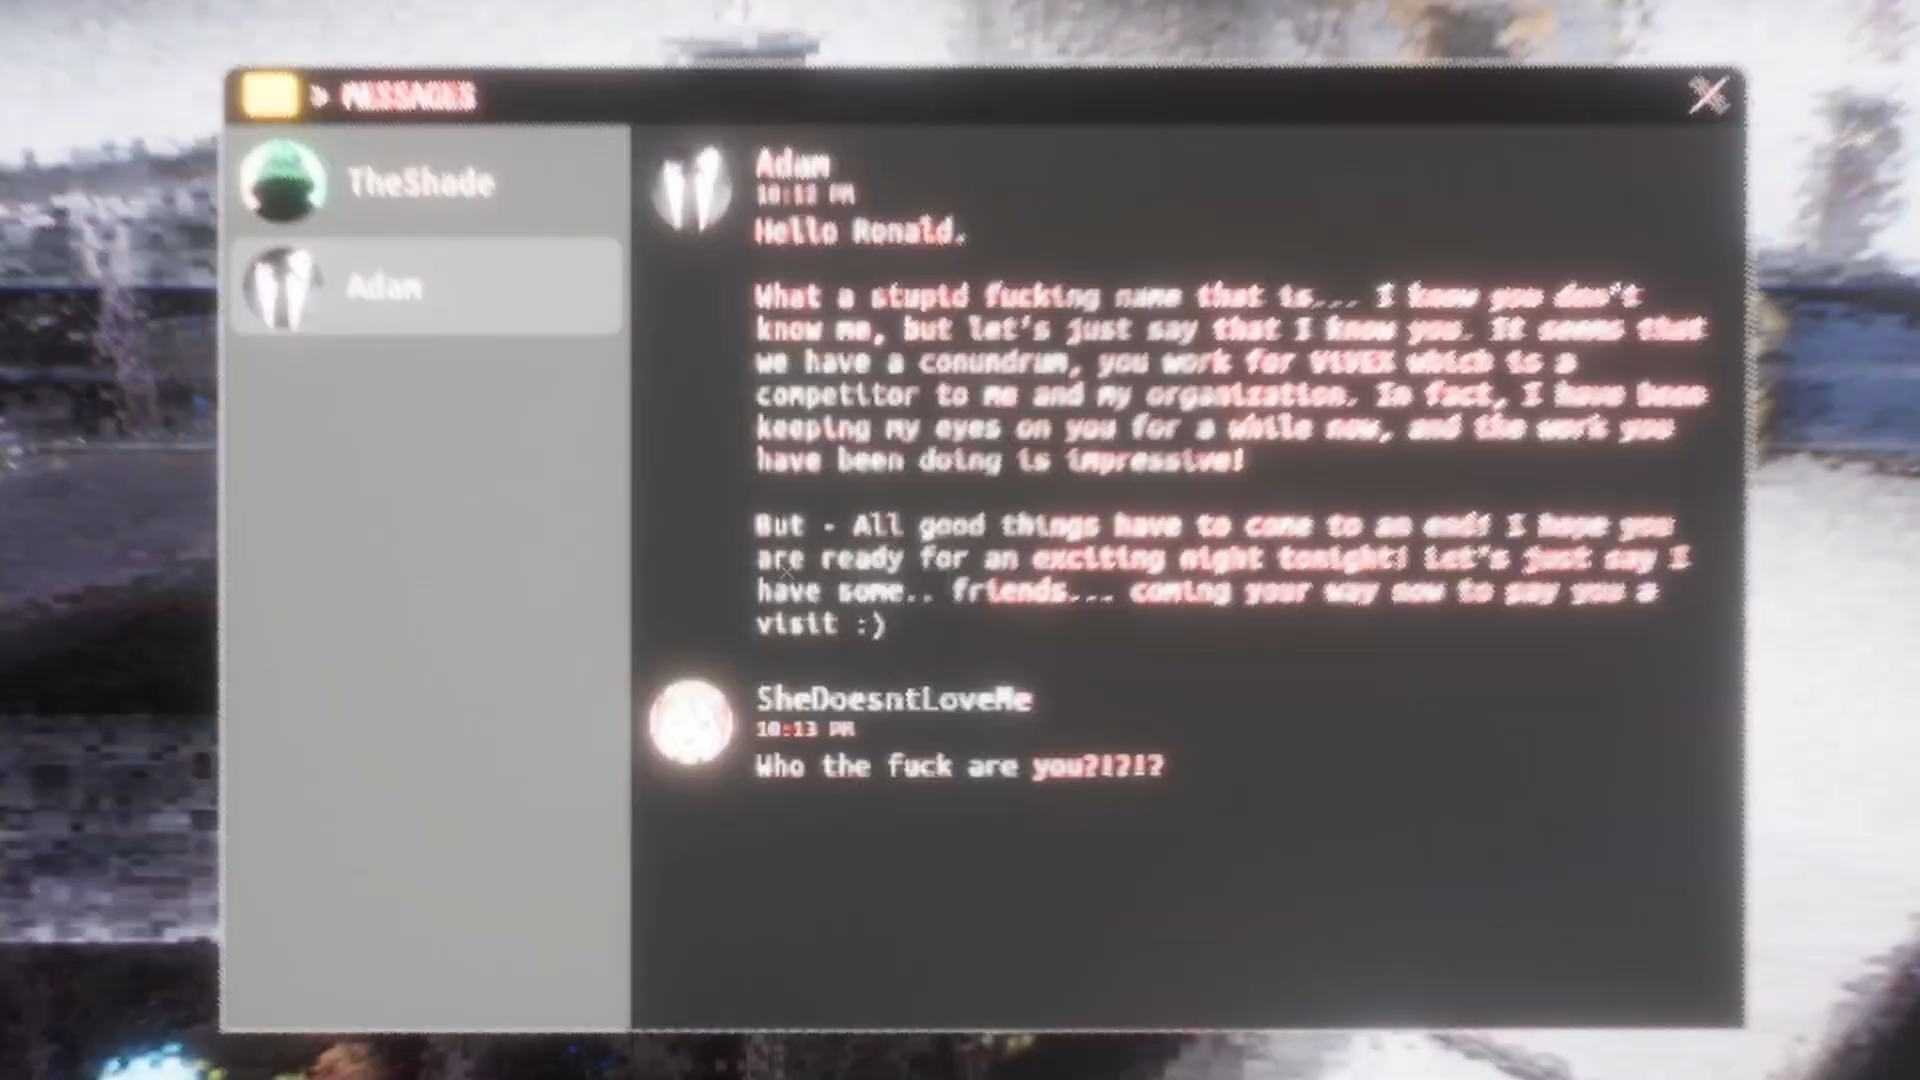 » MESSAGES
TheShade
Adam
Adam
10:12 PM
Hello Ronald.
What a stupid fucking name that is... I know you don't
know me, but let's just say that I know you. It seems that
we have a conundrum, you work for VIVEX which is a
competitor to me and my organization. In fact, I have been
keeping my eyes on you for a while now, and the work you
have been doing is impressive!
But - All good things have to come to an end! I hope you
are ready for an exciting night tonight! Let's just say I
have some.. friends... coming your way now to pay you a
visit :)
SheDoesntLoveMe
10:13 PM
Who the fuck are you?!?!?